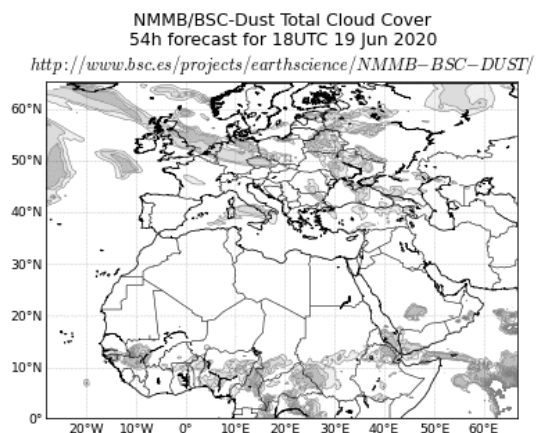 NMMB/BSC-Dust Total Cloud Cover
54h forecast for 18UTC 19 Jun 2020
http://www.bsc.es/projects/earthscience/NMMB−BSC−DUST/
60°N
50°N
40°N
30°N
20°N
10°N
0°
20°W 10°W 0° 10°E 20°E 30°E 40°E 50°E 60°E